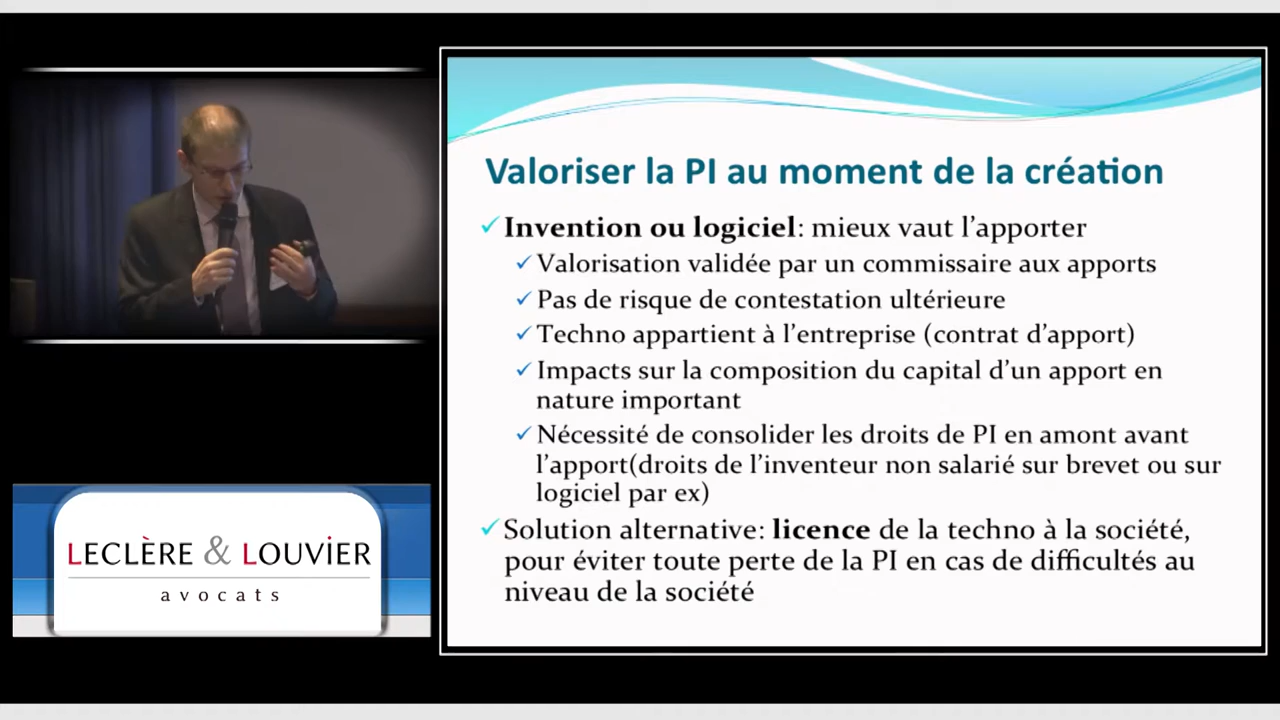 Valoriser la PI au moment de la création
✓ Invention ou logiciel: mieux vaut l’apporter
✓ Valorisation validée par un commissaire aux apports
✓ Pas de risque de contestation ultérieure
✓ Techno appartient à l’entreprise (contrat d’apport)
✓ Impacts sur la composition du capital d’un apport en
nature important
✓ Nécessité de consolider les droits de PI en amont avant
l’apport(droits de l’inventeur non salarié sur brevet ou sur
logiciel par ex)
✓ Solution alternative: licence de la techno à la société,
pour éviter toute perte de la PI en cas de difficultés au
niveau de la société
LECLÈRE & LOUVIER
avocats